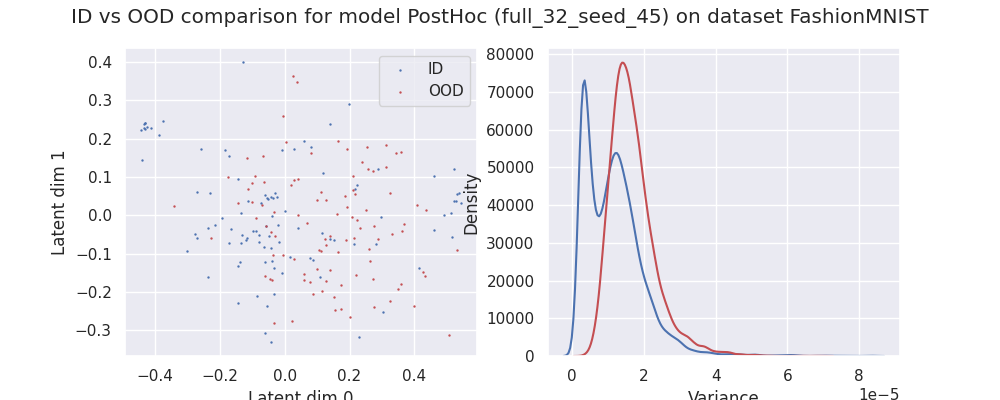 ID vs OOD comparison for model PostHoc (full_32_seed_45) on dataset FashionMNIST
ID
OOD
Latent dim 1
0.4
0.3
0.2
0.1
0.0
−0.1
−0.2
−0.3
−0.4 −0.2 0.0 0.2 0.4
Latent dim 0
Density
80000
70000
60000
50000
40000
30000
20000
10000
0
0 2 4 6 8
1e−5
Variance